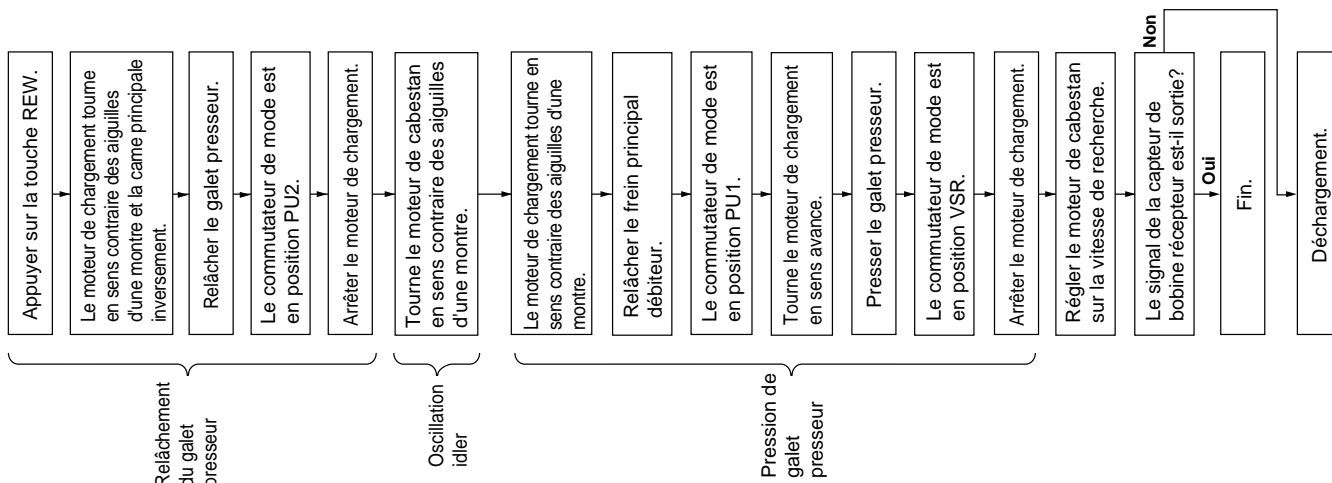 Appuyer sur la touche REW.
Le moteur de chargement tourne
en sens contraire des aiguilles
d'une montre et la came principale
inversement.
Relâcher le galet presseur.
Le commutateur de mode est
en position PU2.
Arrêter le moteur de chargement.
Relâchement
du galet
presseur
Tourne le moteur de cabestan
en sens contraire des aiguilles
d'une montre.
Oscillation
idler
Le moteur de chargement tourne en
sens contraire des aiguilles d'une
montre.
Relâcher le frein principal
débiteur.
Le commutateur de mode est
en position PU1.
Tourne le moteur de chargement
en sens avance.
Presser le galet presseur.
Le commutateur de mode est
en position VSR.
Arrêter le moteur de chargement.
Pression de
galet
presseur
Régler le moteur de cabestan
sur la vitesse de recherche.
Le signal de la capteur de
bobine récepteur est-il sortie?
Non
Oui
Fin.
Déchargement.